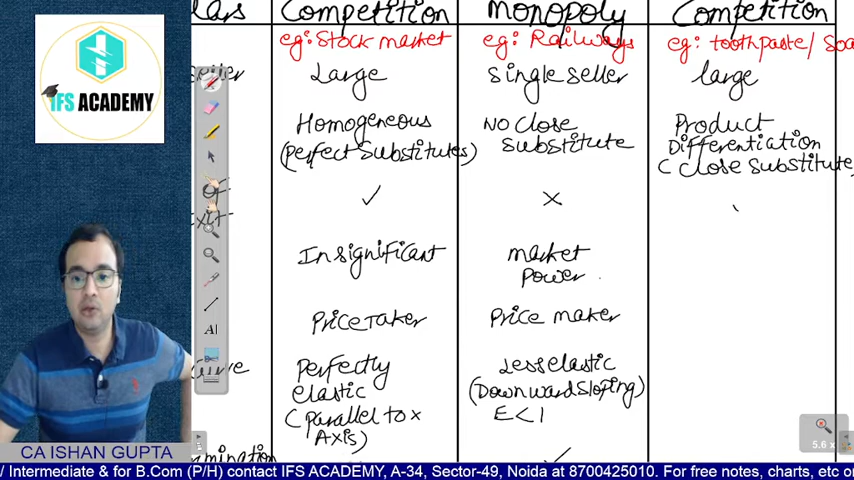 Competition
Monopoly
Competition
eg: Stock market
eg: Railways
eg: toothpaste/ Soa
Large
Single seller
large
Homogeneous
(Perfect Substitutes)
No Close
Substitute
Product
Differentiation
( Close substitute,
✓
×
Insignificant
market
Power
Price Taker
Price maker
Perfectly
Elastic
( Parallel to x
Axis)
Less elastic
(Downward Sloping)
E < 1
IFS ACADEMY
A
5.6 x
CA ISHAN GUPTA
/ Intermediate & for B.Com (P/H) contact IFS ACADEMY, A-34, Sector-49, Noida at 8700425010. For free notes, charts, etc or